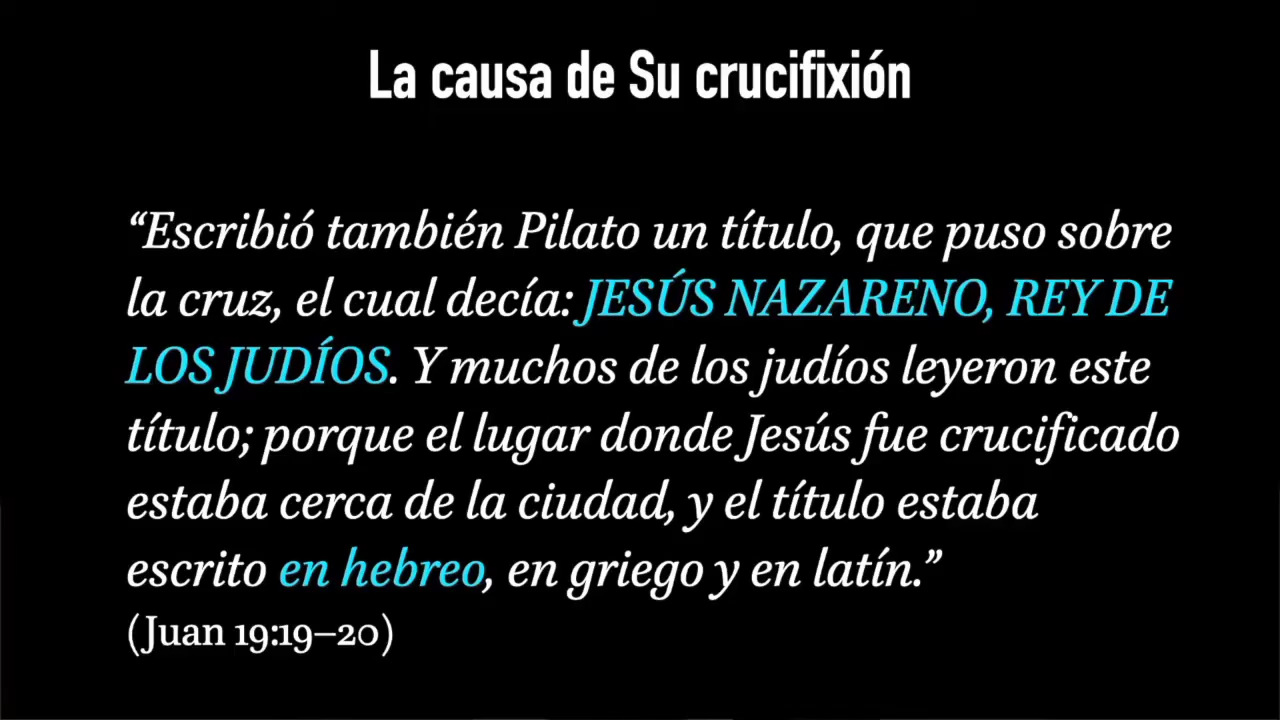 La causa de Su crucifixión
“Escribió también Pilato un título, que puso sobre
la cruz, el cual decía: JESÚS NAZARENO, REY DE
LOS JUDÍOS. Y muchos de los judíos leyeron este
título; porque el lugar donde Jesús fue crucificado
estaba cerca de la ciudad, y el título estaba
escrito en hebreo, en griego y en latín.”
(Juan 19:19–20)